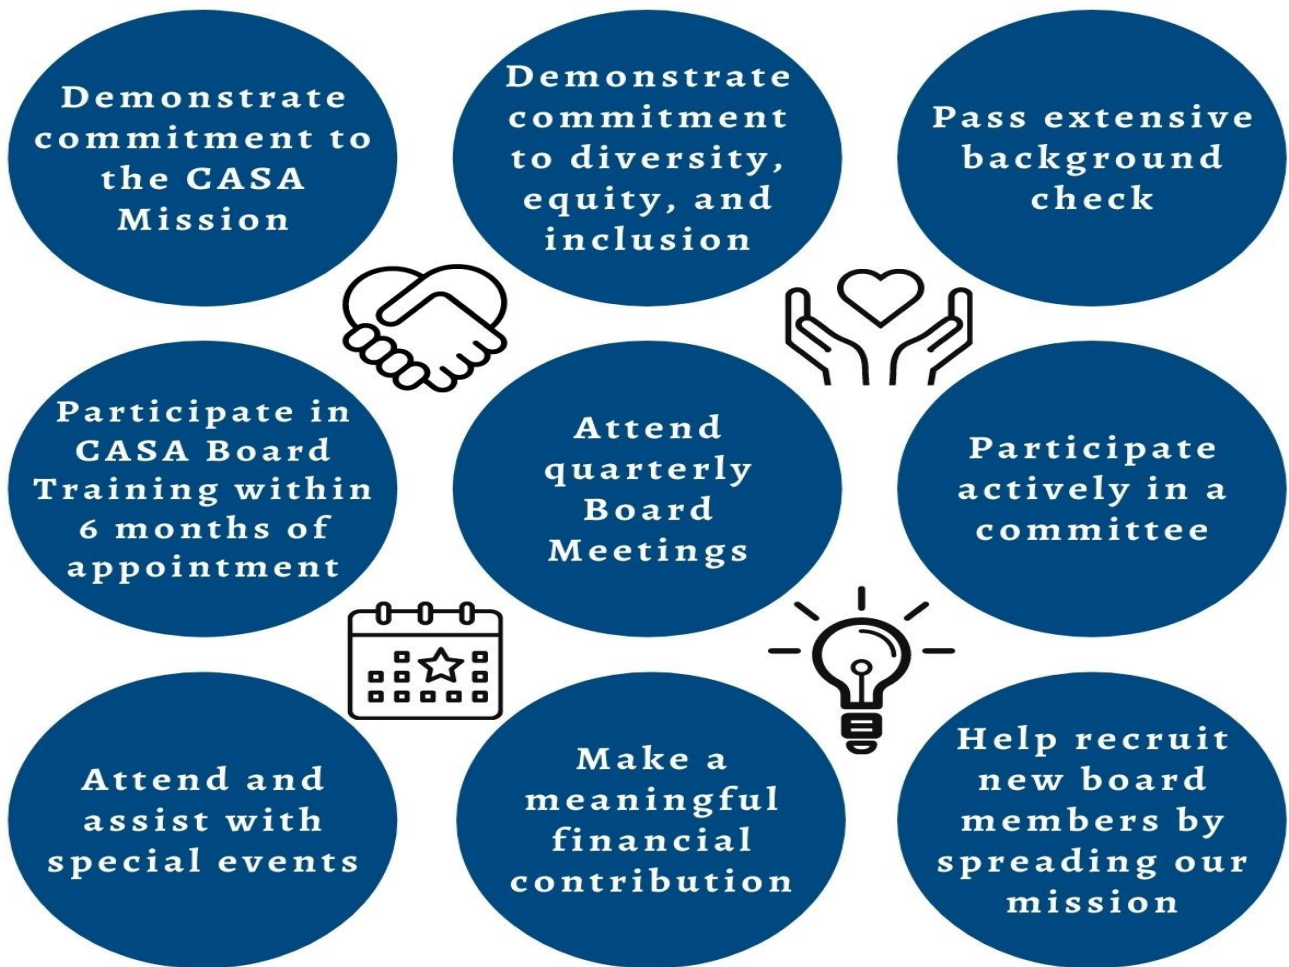 Demonstrate
commitment to
the CASA
Mission
Demonstrate
commitment
to diversity,
equity, and
inclusion
Pass extensive
background
check
Participate in
CASA Board
Training within
6 months of
appointment
Attend
quarterly
Board
Meetings
Participate
actively in a
committee
Attend and
assist with
special events
Make a
meaningful
financial
contribution
Help recruit
new board
members by
spreading our
mission